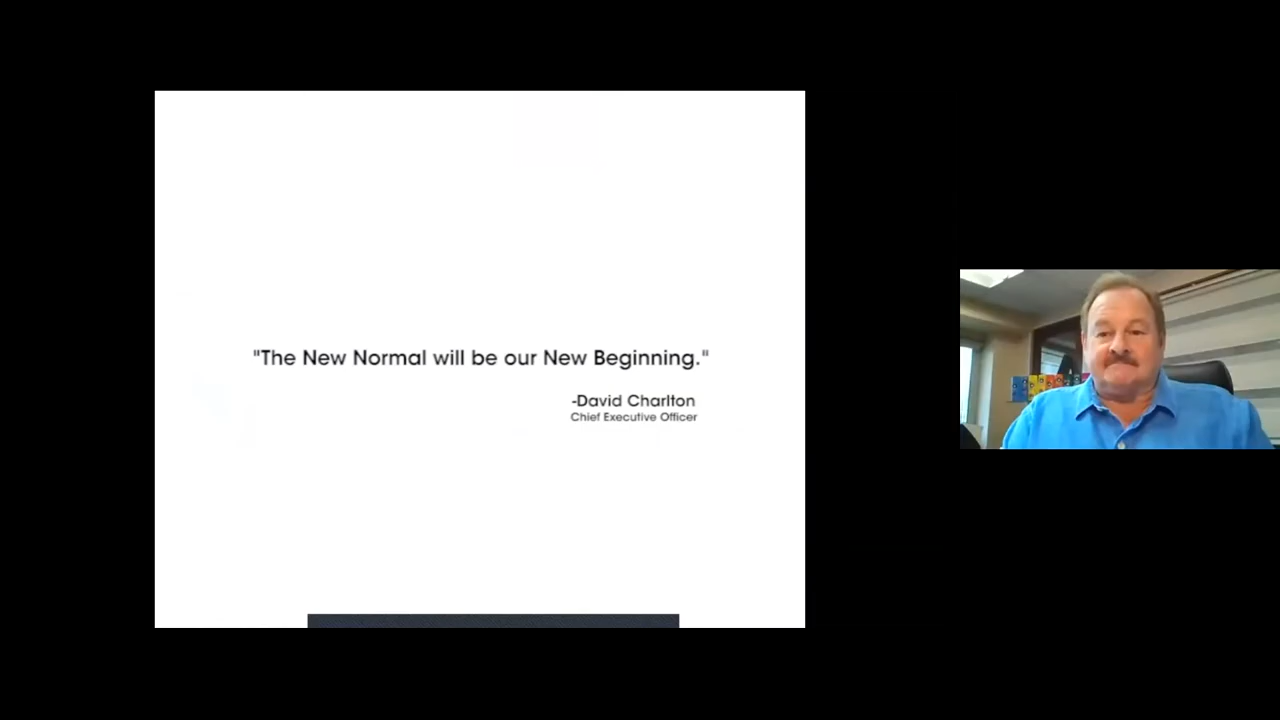 "The New Normal will be our New Beginning."
-David Charlton
Chief Executive Officer